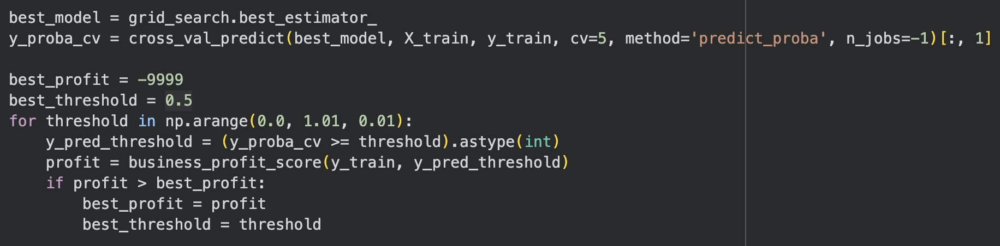 best_model = grid_search.best_estimator_
y_proba_cv = cross_val_predict(best_model, X_train, y_train, cv=5, method='predict_proba', n_jobs=-1)[:, 1]

best_profit = -9999
best_threshold = 0.5
for threshold in np.arange(0.0, 1.01, 0.01):
    y_pred_threshold = (y_proba_cv >= threshold).astype(int)
    profit = business_profit_score(y_train, y_pred_threshold)
    if profit > best_profit:
        best_profit = profit
        best_threshold = threshold